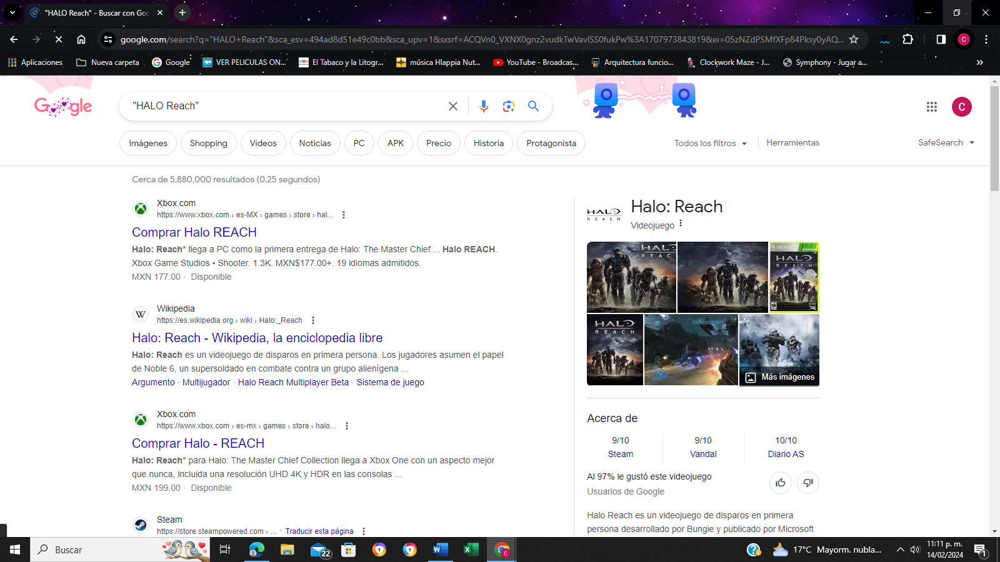 "HALO Reach" - Buscar con Goo
google.com/search?q="HALO+Reach"&sca_esv=494ad8d51e49c0bb&sca_upv=1&sxsrf=ACQVn0_VXNX0gnz2vudkTwVavISS0fukPw%3A1707973843819&ei=05zNZdPSMfXFp84Pksy0yAQ...
C
Aplicaciones
Nueva carpeta
Google
VER PELICULAS ON...
El Tabaco y la Litogr...
música Hlappia Nut...
YouTube - Broadcas...
Arquitectura funcio...
Clockwork Maze - J...
Symphony - Jugar a...
»
Google
"HALO Reach"
C
Imágenes
Shopping
Vídeos
Noticias
PC
APK
Precio
Historia
Protagonista
Todos los filtros
Herramientas
SafeSearch
Cerca de 5,880,000 resultados (0.25 segundos)
Xbox.com
https://www.xbox.com › es-MX › games › store › hal...
Comprar Halo REACH
Halo: Reach* llega a PC como la primera entrega de Halo: The Master Chief ... Halo REACH.
Xbox Game Studios • Shooter. 1.3K. MXN$177.00+. 19 idiomas admitidos.
MXN 177.00 · Disponible
W
Wikipedia
https://es.wikipedia.org › wiki › Halo:_Reach
Halo: Reach - Wikipedia, la enciclopedia libre
Halo: Reach es un videojuego de disparos en primera persona. Los jugadores asumen el papel
de Noble 6, un supersoldado en combate contra un grupo alienígena ...
Argumento · Multijugador · Halo Reach Multiplayer Beta · Sistema de juego
Xbox.com
https://www.xbox.com › es-mx › games › store › halo...
Comprar Halo - REACH
Halo: Reach* para Halo: The Master Chief Collection llega a Xbox One con un aspecto mejor
que nunca, incluida una resolución UHD 4K y HDR en las consolas ...
MXN 199.00 · Disponible
Steam
https://store.steampowered.com › ... · Traducir esta página
HALO
REACH
Halo: Reach
Videojuego
HALO
REACH
HALO
REACH
HALO
REACH
Más imágenes
Acerca de
9/10
Steam
9/10
Vandal
10/10
Diario AS
Al 97% le gustó este videojuego
Usuarios de Google
Halo Reach es un videojuego de disparos en primera
persona desarrollado por Bungie y publicado por Microsoft
Buscar
22
17°C Mayorm. nubla...
11:11 p. m.
14/02/2024
1